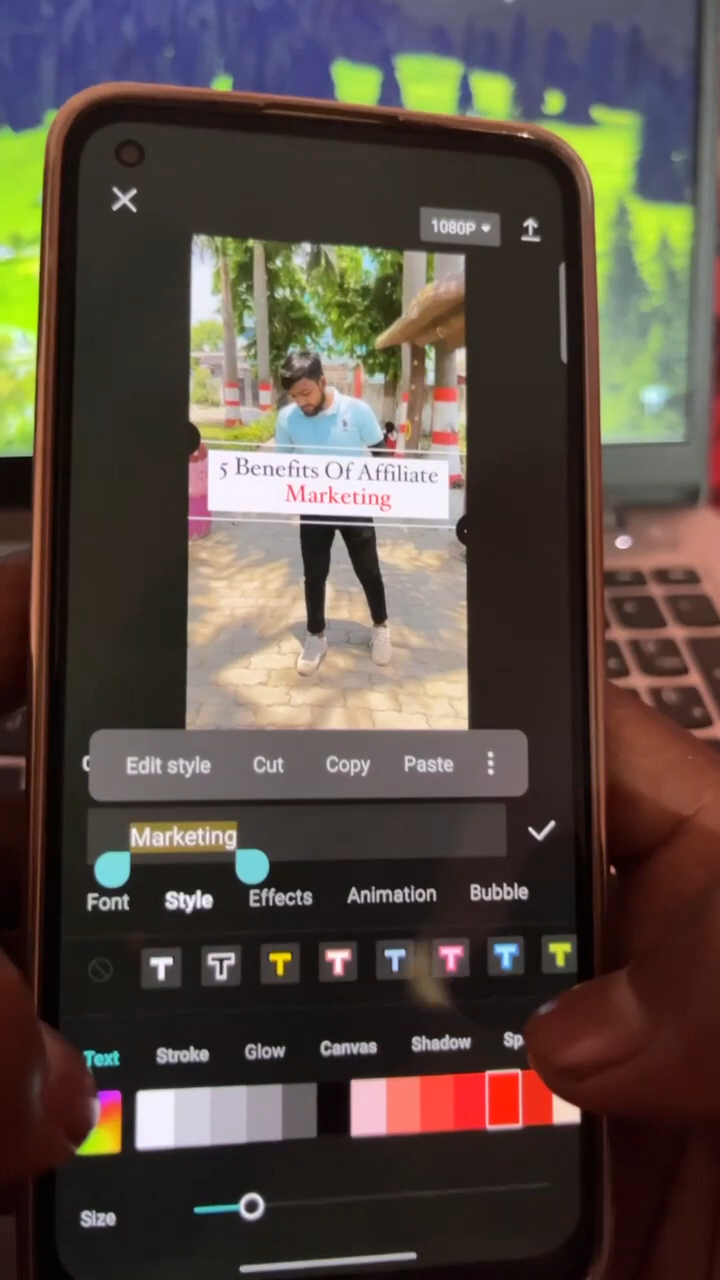 1080P
5 Benefits Of Affiliate
Marketing
Edit style Cut Copy Paste
Marketing
Font Style Effects Animation Bubble
T T T T T T T T
Text Stroke Glow Canvas Shadow Sp
Size